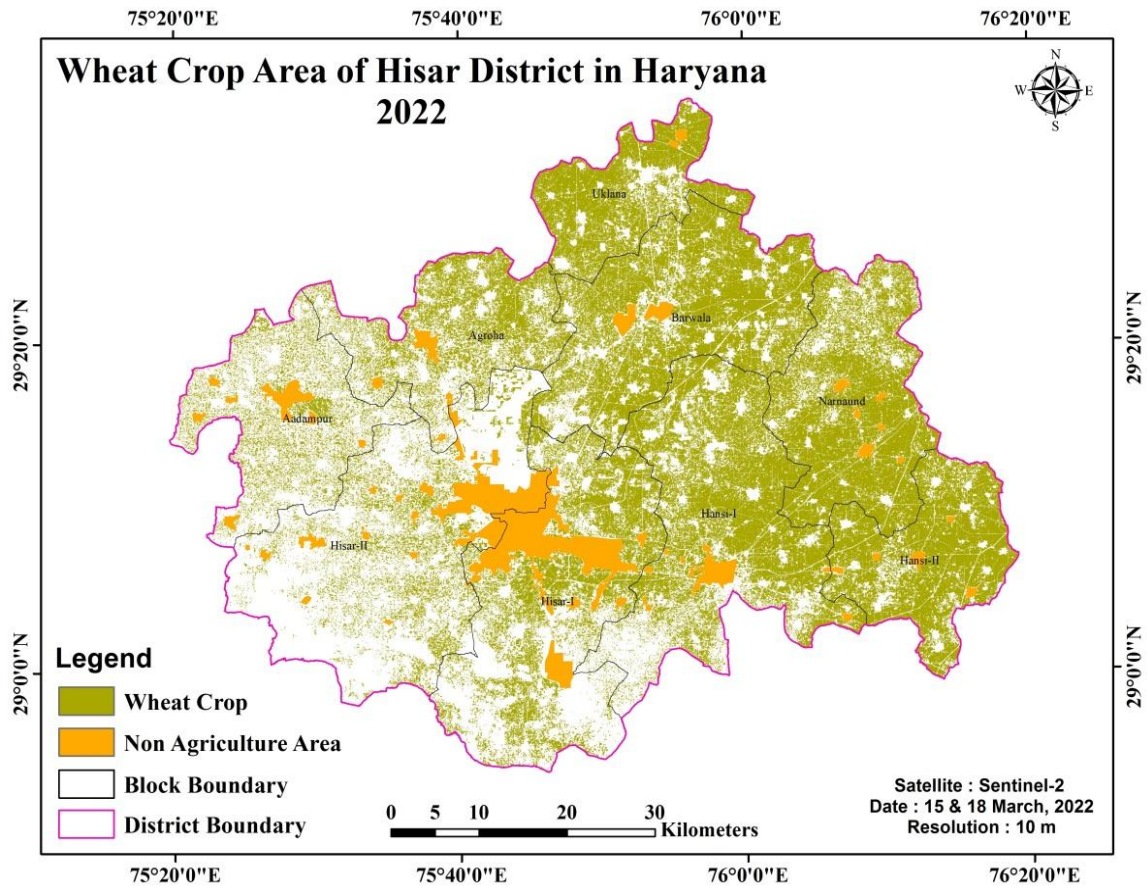 75°20'0"E 75°40'0"E 76°0'0"E 76°20'0"E
Wheat Crop Area of Hisar District in Haryana
2022
N
W E
S
Uklana
Barwala
Agroha
29°20'0"N 29°20'0"N
Narnaund
Aadampur
Hansi-I
Hisar-II
Hansi-II
Hisar-I
29°0'0"N 29°0'0"N
Legend
Wheat Crop
Non Agriculture Area
Block Boundary
District Boundary
0 5 10 20 30
Kilometers
Satellite : Sentinel-2
Date : 15 & 18 March, 2022
Resolution : 10 m
75°20'0"E 75°40'0"E 76°0'0"E 76°20'0"E